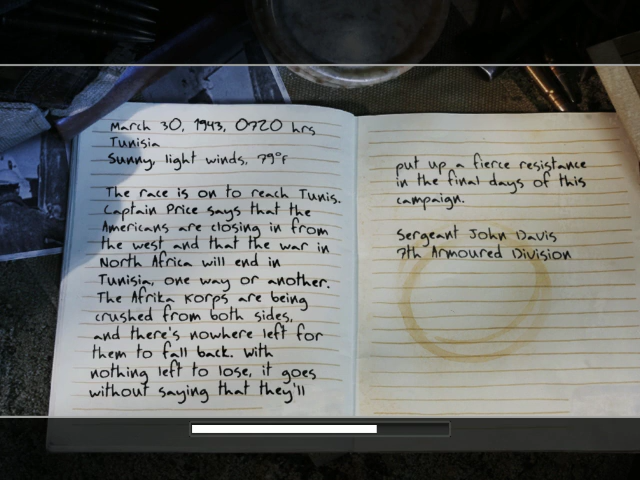 March 30, 1943, 0720 hrs
Tunisia
Sunny, light winds, 79°F
The race is on to reach Tunis.
Captain Price says that the
Americans are closing in from
the west and that the war in
North Africa will end in
Tunisia, one way or another.
The Afrika Korps are being
crushed from both sides,
and there's nowhere left for
them to fall back. With
nothing left to lose, it goes
without saying that they'll
put up a fierce resistance
in the final days of this
campaign.
Sergeant John Davis
7th Armoured Division